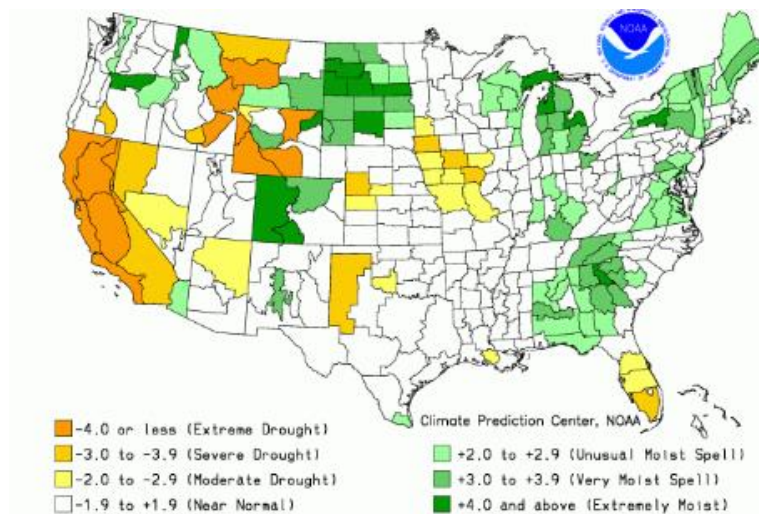 NOAA
Climate Prediction Center, NOAA
-4.0 or less (Extreme Drought)
-3.0 to -3.9 (Severe Drought)
-2.0 to -2.9 (Moderate Drought)
-1.9 to +1.9 (Near Normal)
+2.0 to +2.9 (Unusual Moist Spell)
+3.0 to +3.9 (Very Moist Spell)
+4.0 and above (Extremely Moist)